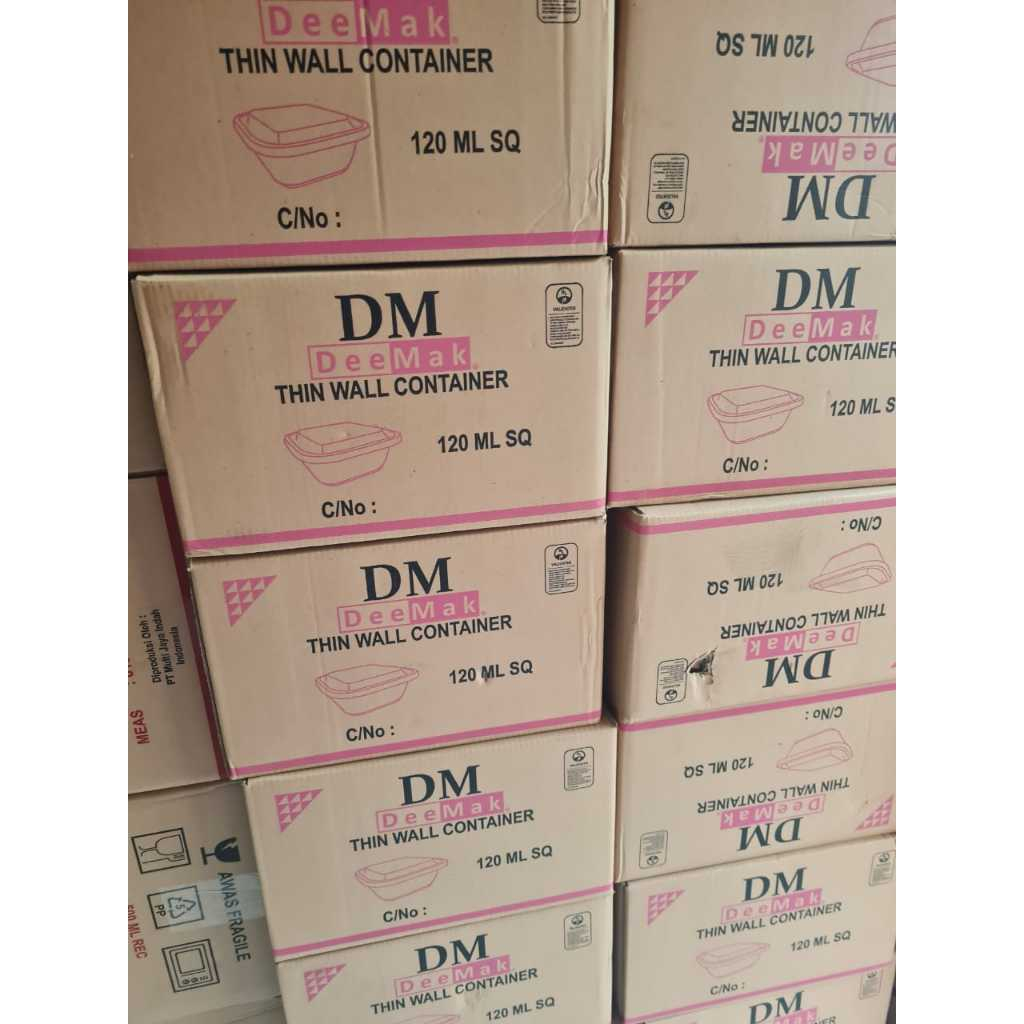 DeeMak
THIN WALL CONTAINER
120 ML SQ
C/No :
120 ML SQ
WALL CONTAINER
DeeMak
DM
DM
DeeMak
THIN WALL CONTAINER
120 ML SQ
C/No :
DM
DeeMak
THIN WALL CONTAINER
120 ML S
C/No :
DM
DeeMak
THIN WALL CONTAINER
120 ML SQ
C/No :
C/No :
120 ML SQ
THIN WALL CONTAINER
DeeMak
DM
Diproduksi Oleh :
PT Multi Jaya Indah
Indonesia
MEAS
DM
DeeMak
THIN WALL CONTAINER
120 ML SQ
C/No :
C/No :
120 ML SQ
THIN WALL CONTAINER
DeeMak
DM
AWAS FRAGILE
5
PP
500 ML REC
DM
DeeMak
THIN WALL CONTAINER
120 ML SQ
DM
DeeMak
THIN WALL CONTAINER
120 ML SQ
C/No :
DM
DeeMak